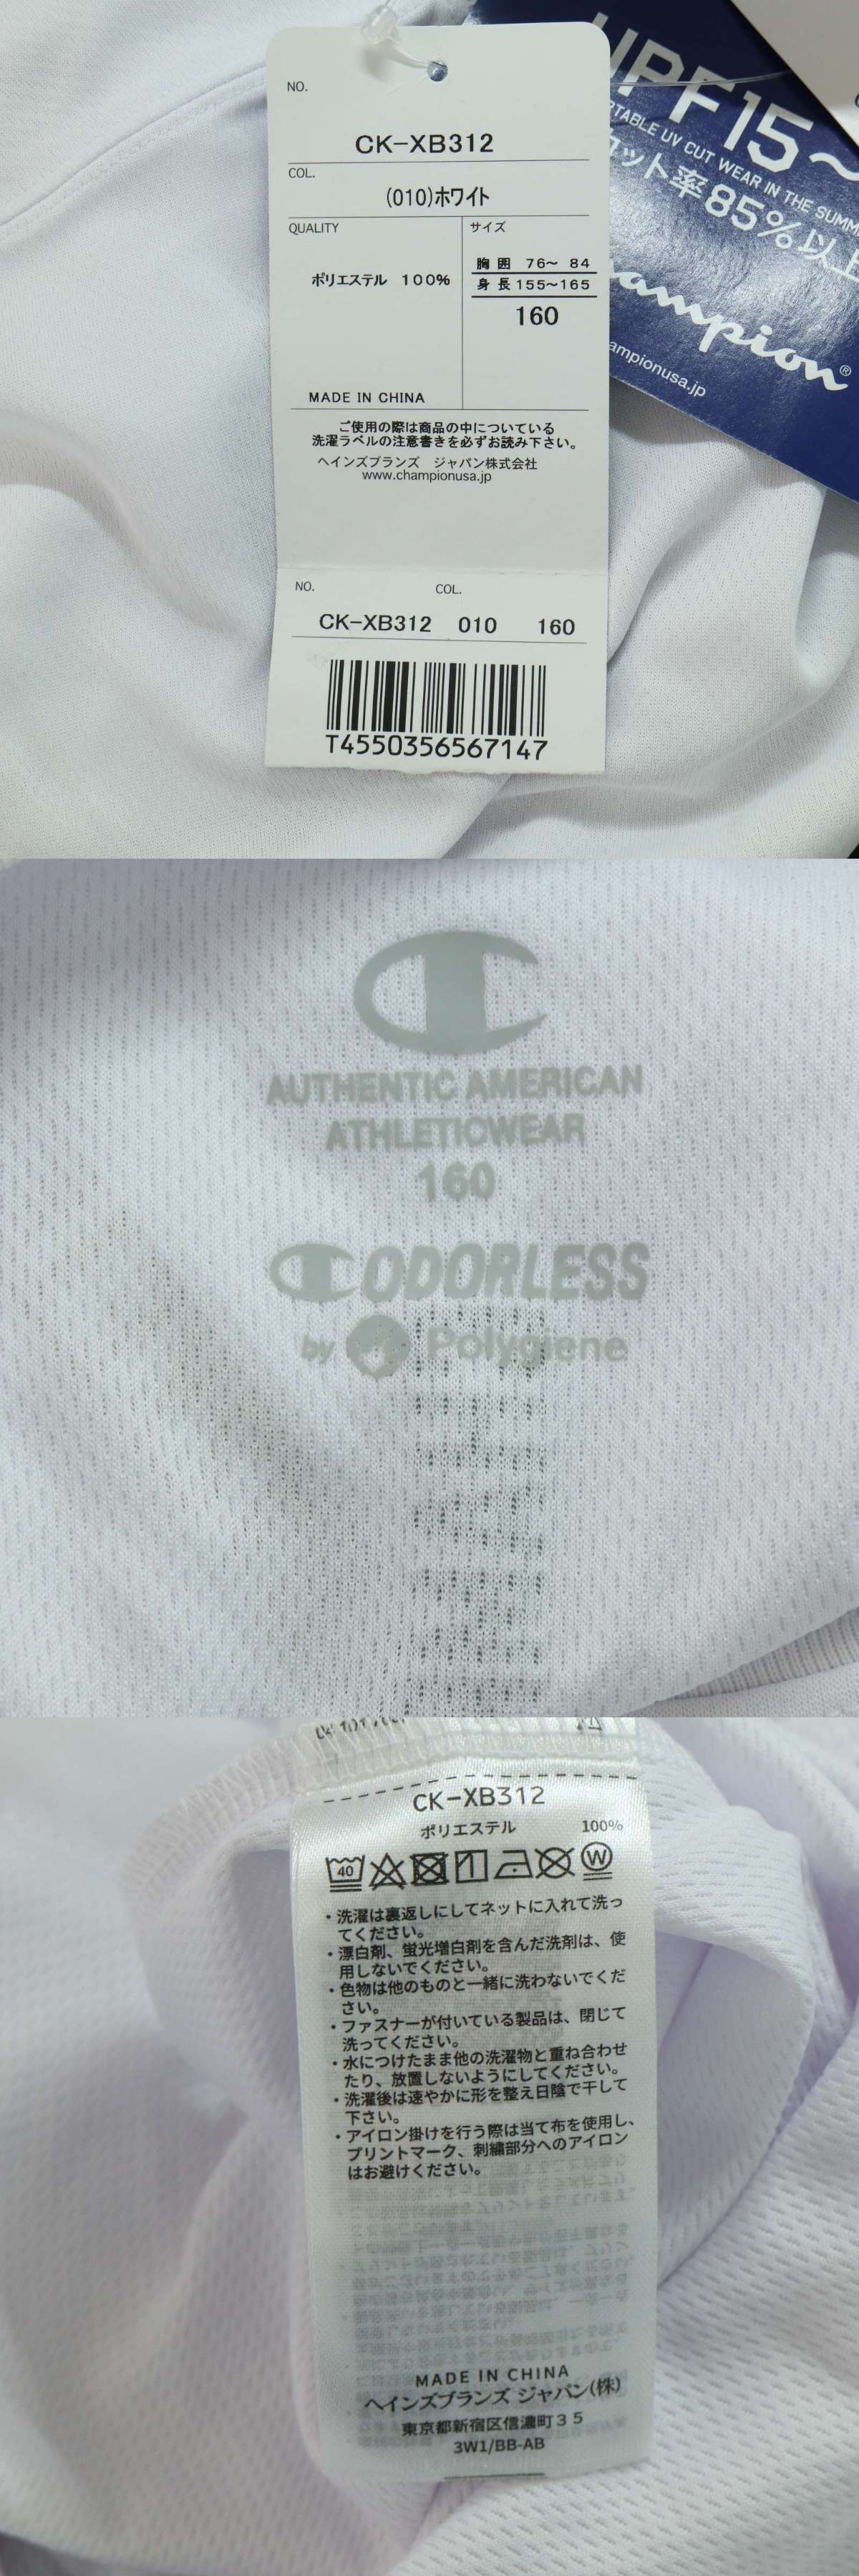 NO.
CK-XB312
COL.
(010)ホワイト
QUALITY
サイズ
ポリエステル 100%
胸囲 76~ 84
身長155~165
160
MADE IN CHINA
ご使用の際は商品の中についている
洗濯ラベルの注意書きを必ずお読み下さい。
ヘインズブランズ ジャパン株式会社
www.championusa.jp
NO.
COL.
CK-XB312 010 160
T4550356567147
UPF15~
UV CUT WEAR IN THE
カット率85%以上
Champion®
championusa.jp
AUTHENTIC AMERICAN
ATHLETICWEAR
160
ODORLESS
by Polygiene
CK-XB312
ポリエステル 100%
40
W
・洗濯は裏返しにしてネットに入れて洗っ
てください。
・漂白剤、蛍光増白剤を含んだ洗剤は、使
用しないでください。
・色物は他のものと一緒に洗わないでくだ
さい。
・ファスナーが付いている製品は、閉じて
洗ってください。
・水につけたまま他の洗濯物と重ね合わせ
たり、放置しないようにしてください。
・洗濯後は速やかに形を整え日陰で干して
下さい。
・アイロン掛けを行う際は当て布を使用し、
プリントマーク、刺繍部分へのアイロン
はお避けください。
MADE IN CHINA
ヘインズブランズ ジャパン(株)
東京都新宿区信濃町35
3W1/BB-AB